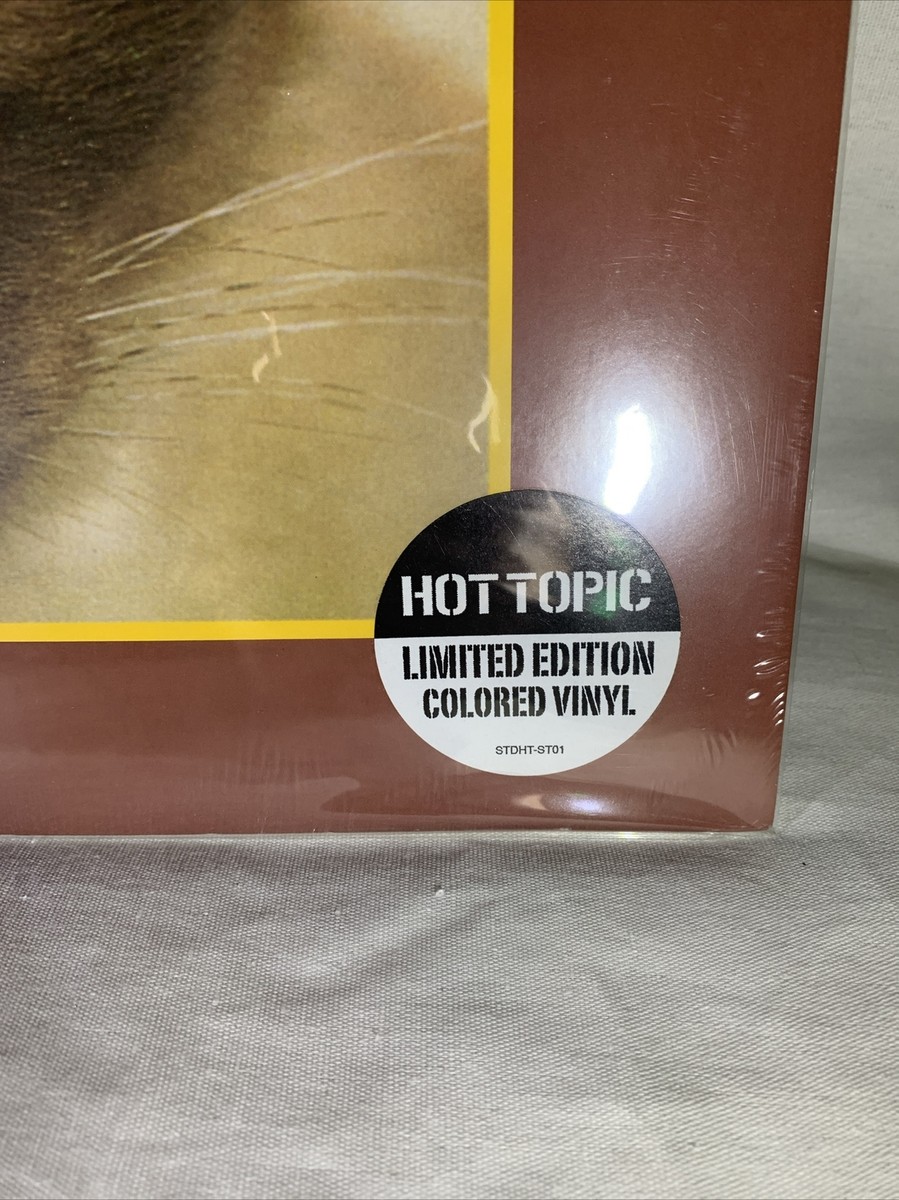 HOT TOPIC
LIMITED EDITION
COLORED VINYL
STDHT-ST01